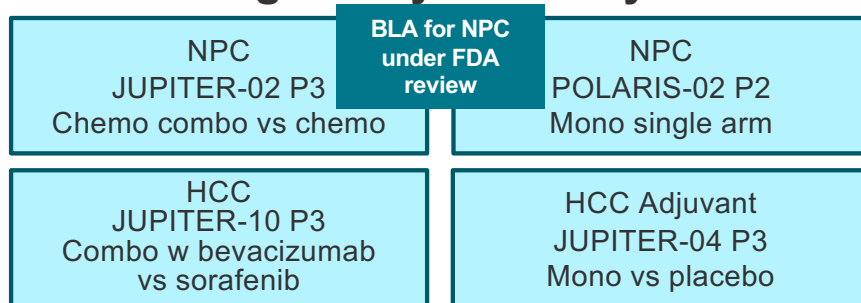 BLA for NPC
under FDA
review
NPC
JUPITER-02 P3
Chemo combo vs chemo
NPC
POLARIS-02 P2
Mono single arm
HCC
JUPITER-10 P3
Combo w bevacizumab
vs sorafenib
HCC Adjuvant
JUPITER-04 P3
Mono vs placebo